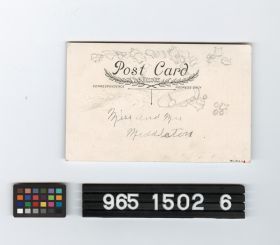 Post Card
CORRESPONDENCE
ADDRESS ONLY
Miss and Mrs
Middleton
965 1502 6